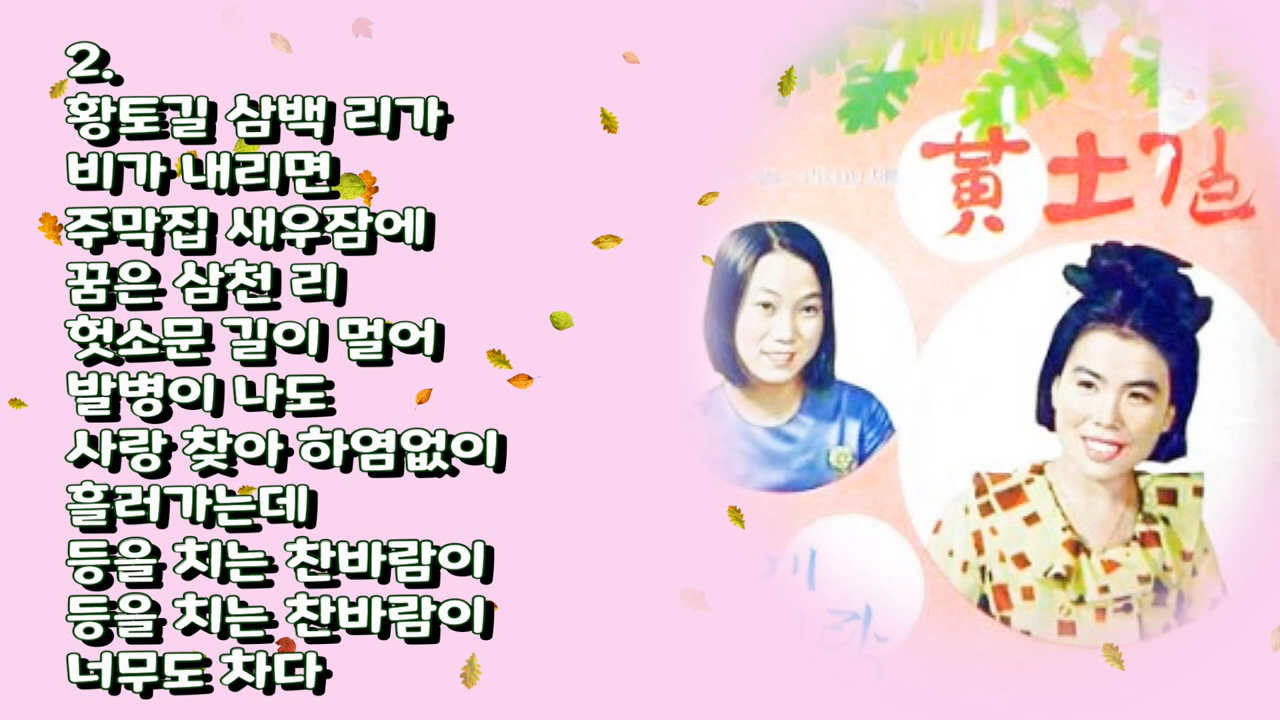 2.
황토길 삼백 리가
비가 내리면
주막집 새우잠에
꿈은 삼천 리
헛소문 길이 멀어
발병이 나도
사랑 찾아 하염없이
흘러가는데
등을 치는 찬바람이
등을 치는 찬바람이
너무도 차다
黃土길